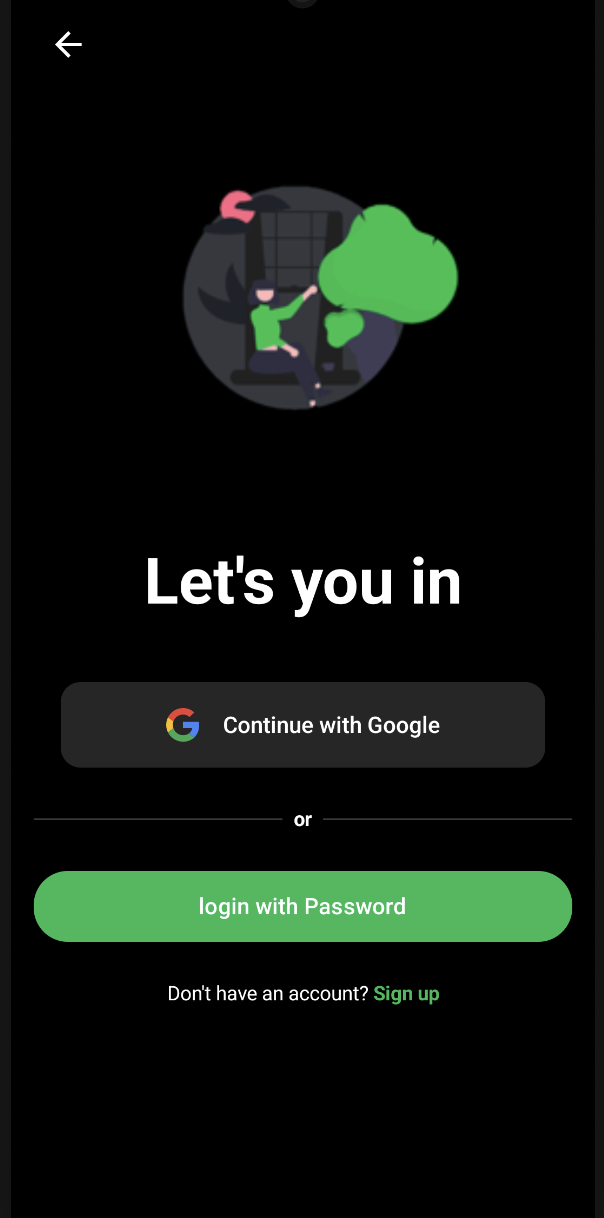 Let's you in
Continue with Google
or
login with Password
Don't have an account? Sign up